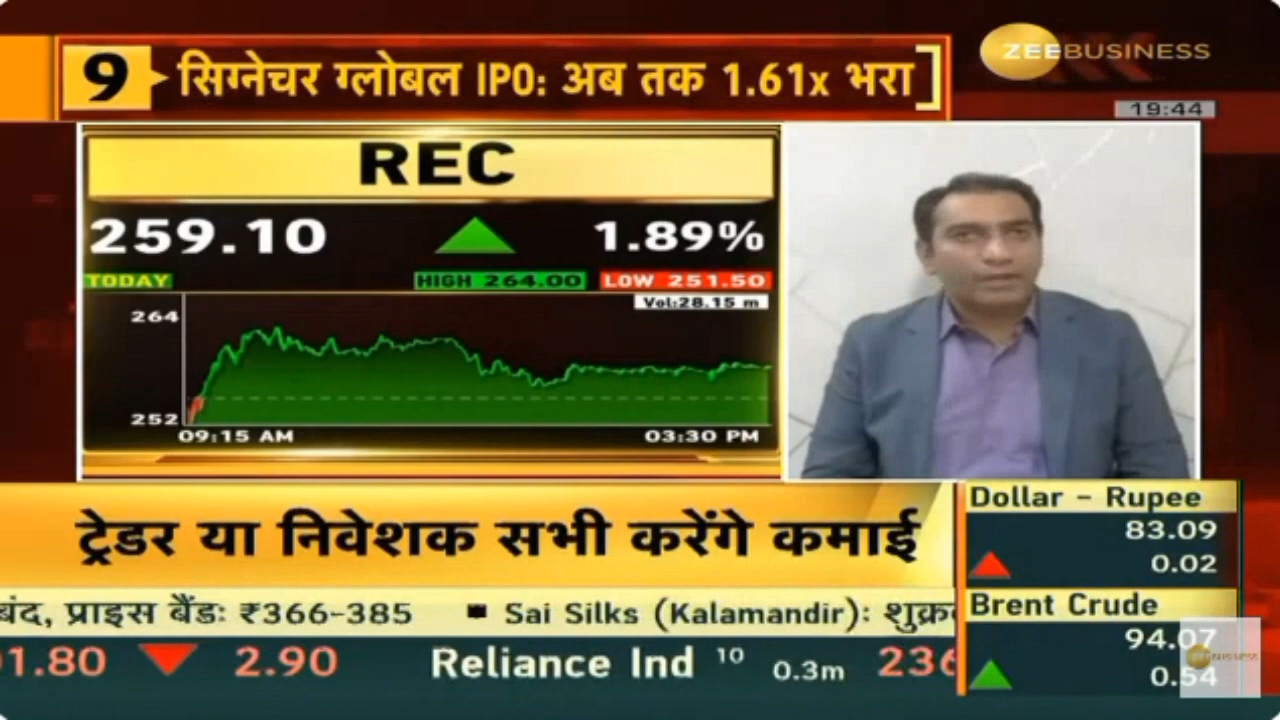 9 सिग्नेचर ग्लोबल IPO: अब तक 1.61x भरा
ZEEBUSINESS
19:44
REC
259.10 1.89%
TODAY HIGH 264.00 LOW 251.50
Vol:28.15 m
264
252
09:15 AM 03:30 PM
ट्रेडर या निवेशक सभी करेंगे कमाई
Dollar - Rupee
83.09
0.02
Brent Crude
94.07
0.54
बंद, प्राइस बैंड: ₹366-385 ■ Sai Silks (Kalamandir):
1.80 2.90 Reliance Ind 10 0.3m 236
ZEEBUSINESS